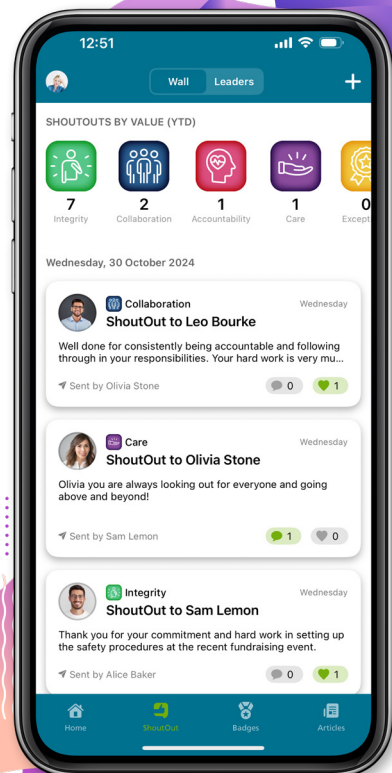 12:51
Wall Leaders +
SHOUTOUTS BY VALUE (YTD)
7 2 1 1 0
Integrity Collaboration Accountability Care Except
Wednesday, 30 October 2024
Collaboration Wednesday
ShoutOut to Leo Bourke
Well done for consistently being accountable and following
through in your responsibilities. Your hard work is very mu...
Sent by Olivia Stone 0 1
Care Wednesday
ShoutOut to Olivia Stone
Olivia you are always looking out for everyone and going
above and beyond!
Sent by Sam Lemon 1 0
Integrity Wednesday
ShoutOut to Sam Lemon
Thank you for your commitment and hard work in setting up
the safety procedures at the recent fundraising event.
Sent by Alice Baker 0 1
Home ShoutOut Badges Articles